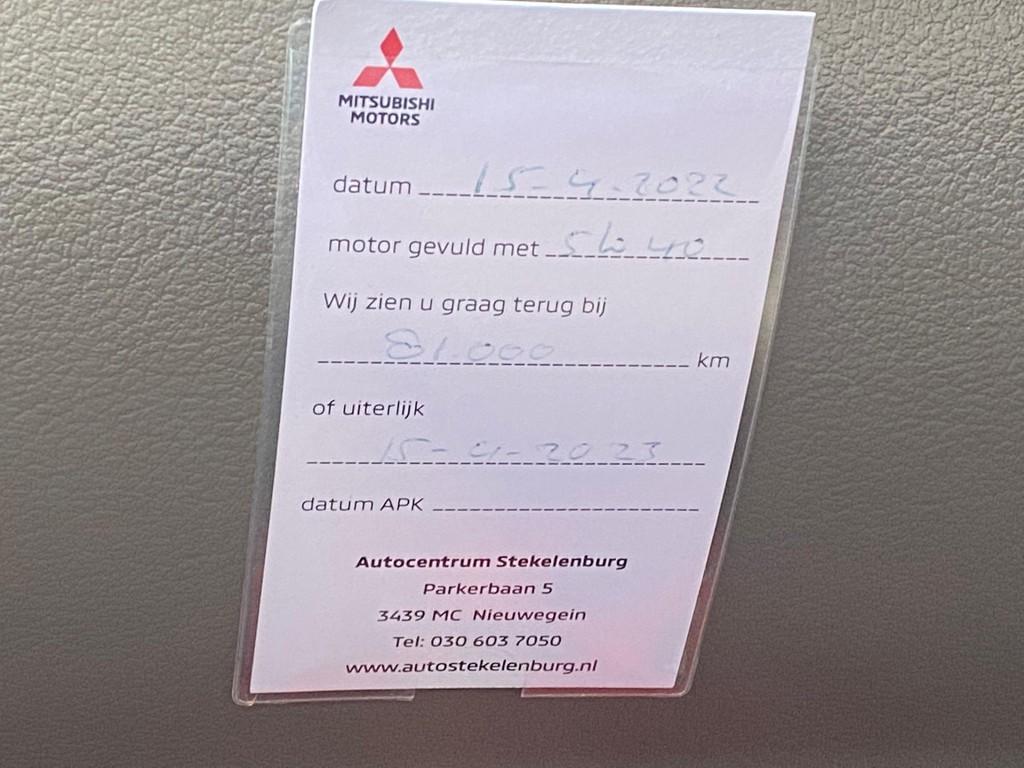 MITSUBISHI
MOTORS
datum 15-4-2022
motor gevuld met 5W40
Wij zien u graag terug bij
81.000 km
of uiterlijk
15-4-2023
datum APK
Autocentrum Stekelenburg
Parkerbaan 5
3439 MC Nieuwegein
Tel: 030 603 7050
www.autostekelenburg.nl